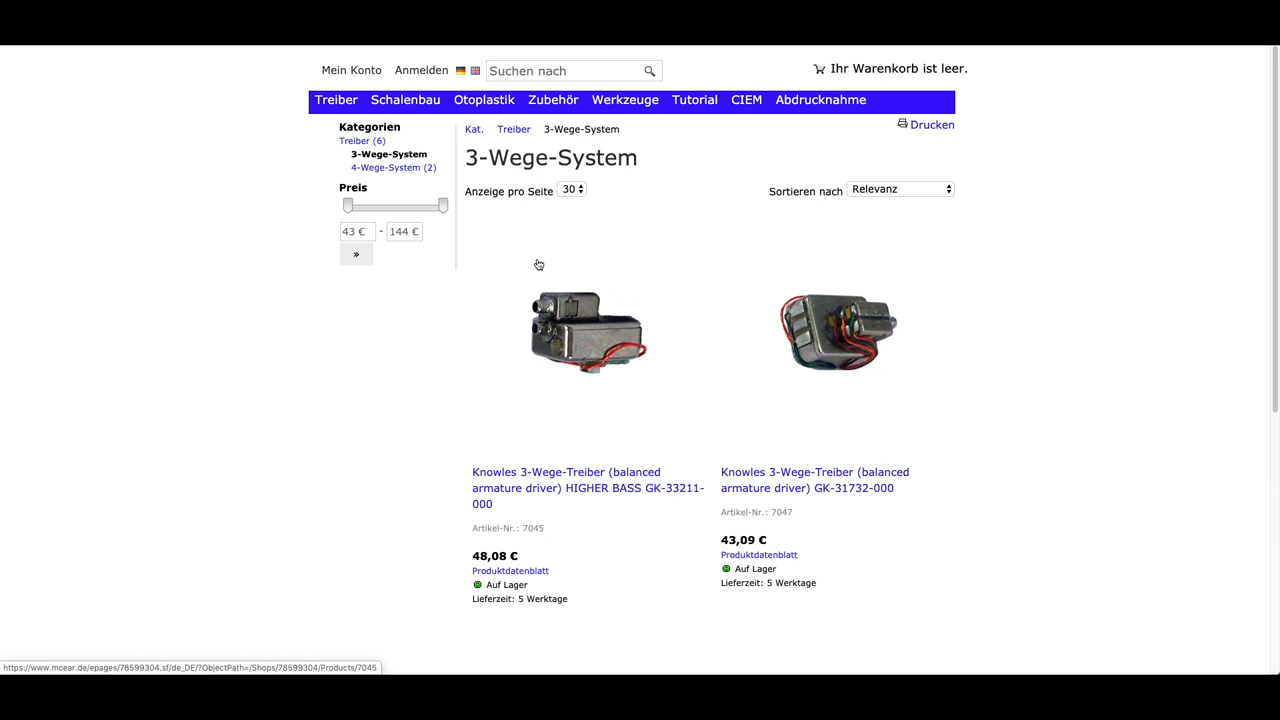 Mein Konto Anmelden Suchen nach Ihr Warenkorb ist leer.
Treiber Schalenbau Otoplastik Zubehör Werkzeuge Tutorial CIEM Abdrucknahme
Kategorien
Treiber (6)
3-Wege-System
4-Wege-System (2)
Preis
43 € - 144 €
»
Kat. Treiber 3-Wege-System
Drucken
3-Wege-System
Anzeige pro Seite 30 Sortieren nach Relevanz
Knowles 3-Wege-Treiber (balanced
armature driver) HIGHER BASS GK-33211-
000
Artikel-Nr.: 7045
48,08 €
Produktdatenblatt
Auf Lager
Lieferzeit: 5 Werktage
Knowles 3-Wege-Treiber (balanced
armature driver) GK-31732-000
Artikel-Nr.: 7047
43,09 €
Produktdatenblatt
Auf Lager
Lieferzeit: 5 Werktage
https://www.mcear.de/epages/78599304.sf/de_DE/?ObjectPath=/Shops/78599304/Products/7045